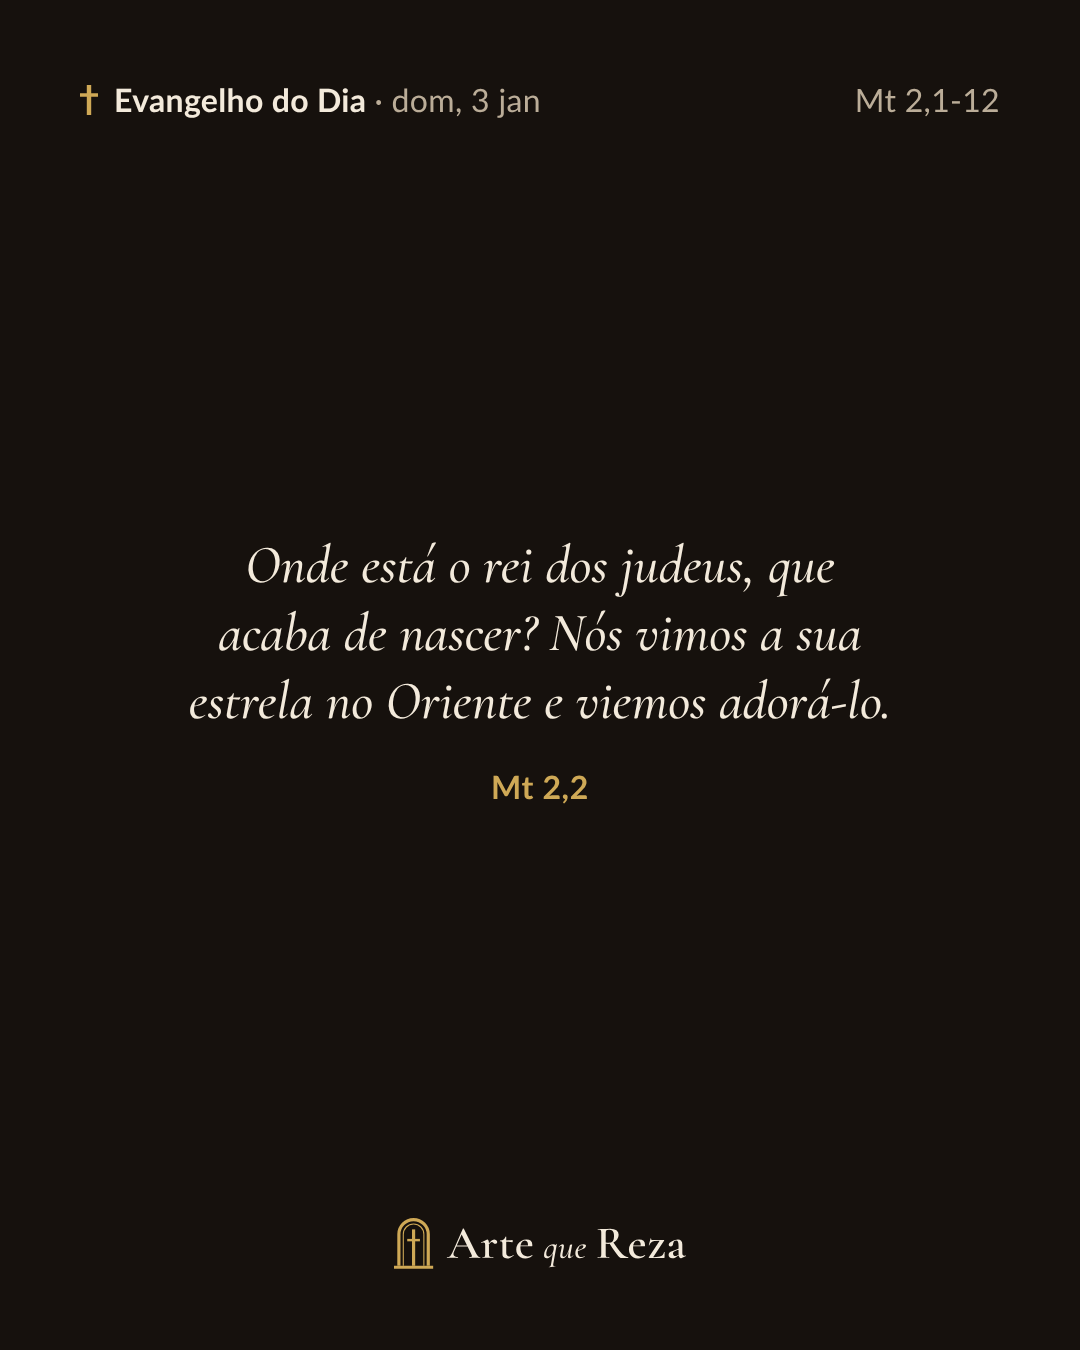 ✝ Evangelho do Dia · dom, 3 jan
Mt 2,1-12
Onde está o rei dos judeus, que
acaba de nascer? Nós vimos a sua
estrela no Oriente e viemos adorá-lo.
Mt 2,2
Arte que Reza